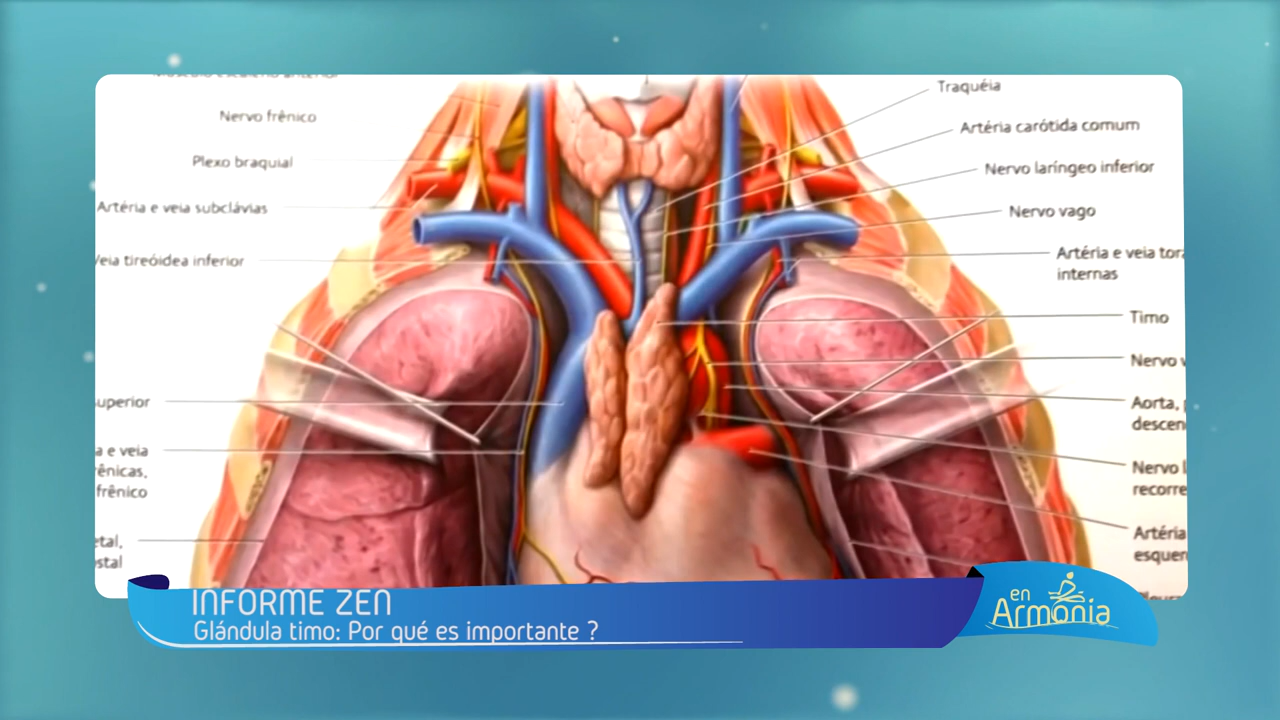 Nervo frênico
Plexo braquial
Artéria e veia subclávias
Veia tireóidea inferior
superior
a e veia
rênicas,
frênico
etal,
ostal
Traquéia
Artéria carótida comum
Nervo laríngeo inferior
Nervo vago
Artéria e veia tora
internas
Timo
Nervo v
Aorta,
descen
Nervo l
recorre
Artéria
esquer
INFORME ZEN
Glándula timo: Por qué es importante ?
en
Armonía